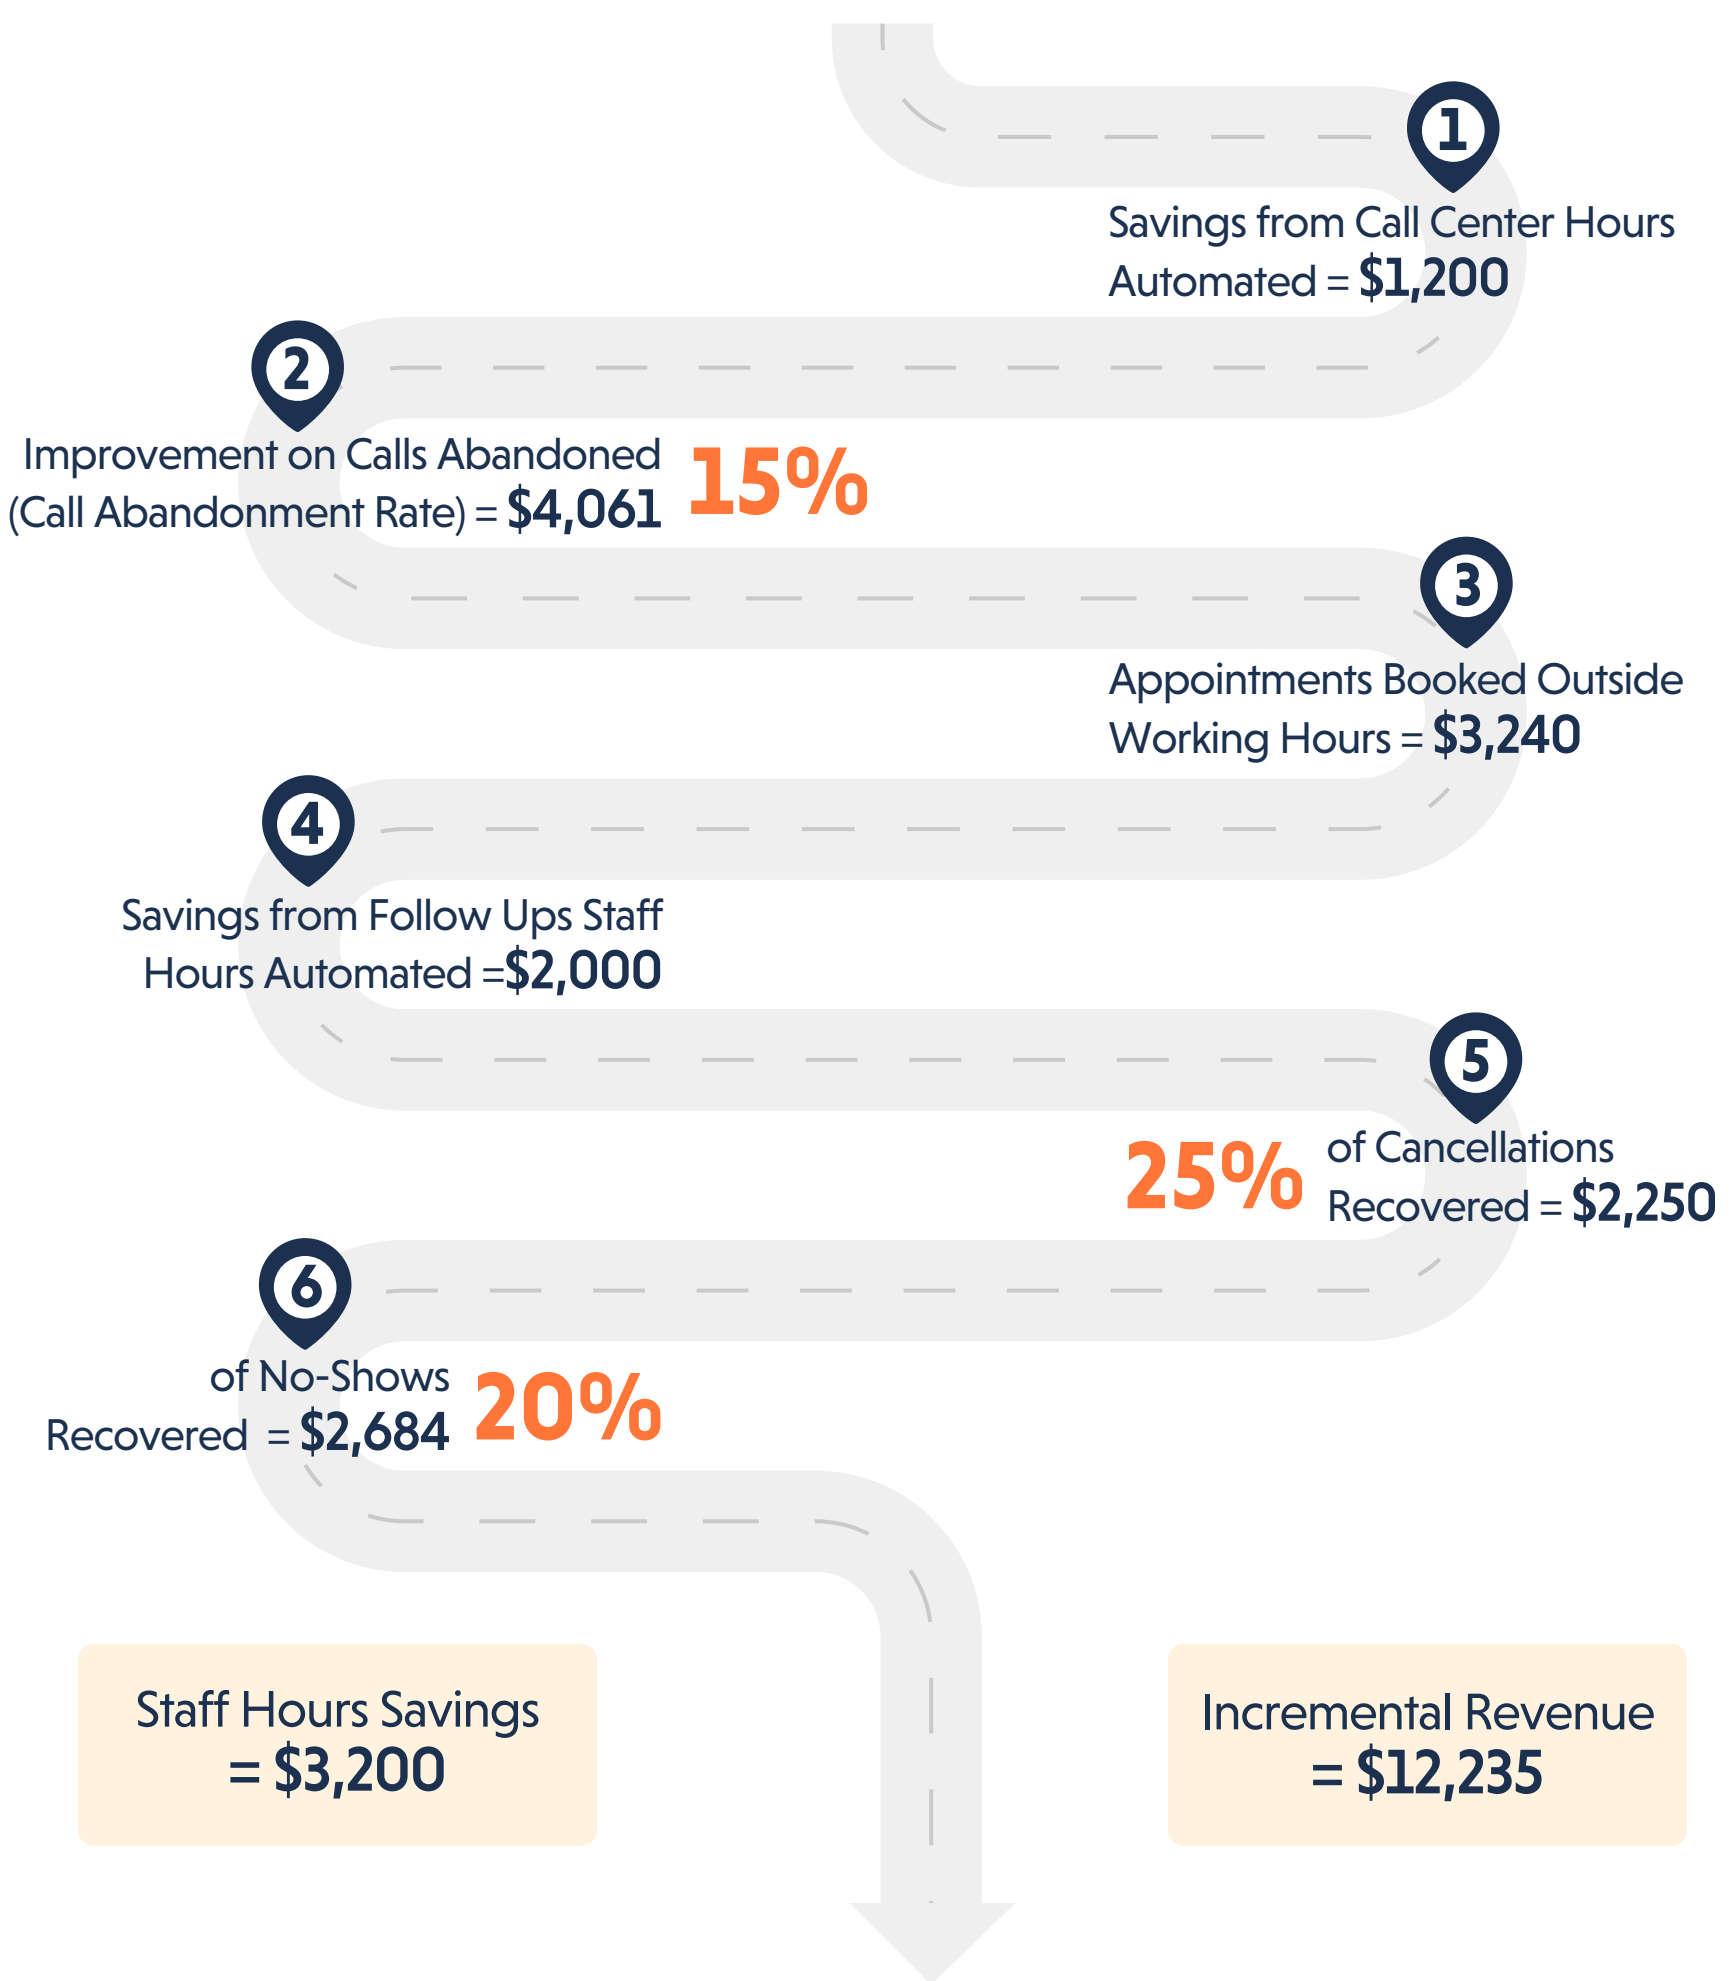 1
Savings from Call Center Hours
Automated = $1,200
2
Improvement on Calls Abandoned
(Call Abandonment Rate) = $4,061
15%
3
Appointments Booked Outside
Working Hours = $3,240
4
Savings from Follow Ups Staff
Hours Automated =$2,000
5
25%
of Cancellations
Recovered = $2,250
6
of No-Shows
Recovered = $2,684
20%
Staff Hours Savings
= $3,200
Incremental Revenue
= $12,235